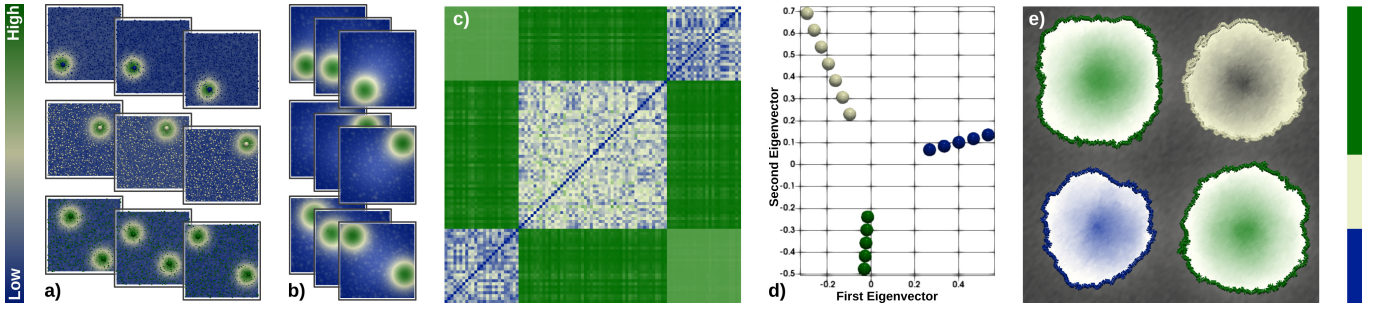 High
Low
a)
b)
c)
0.7
0.6
0.5
0.4
0.3
0.2
0.1
0
-0.1
-0.2
-0.3
-0.4
-0.5
Second Eigenvector
-0.2
0
0.2
0.4
First Eigenvector
d)
e)